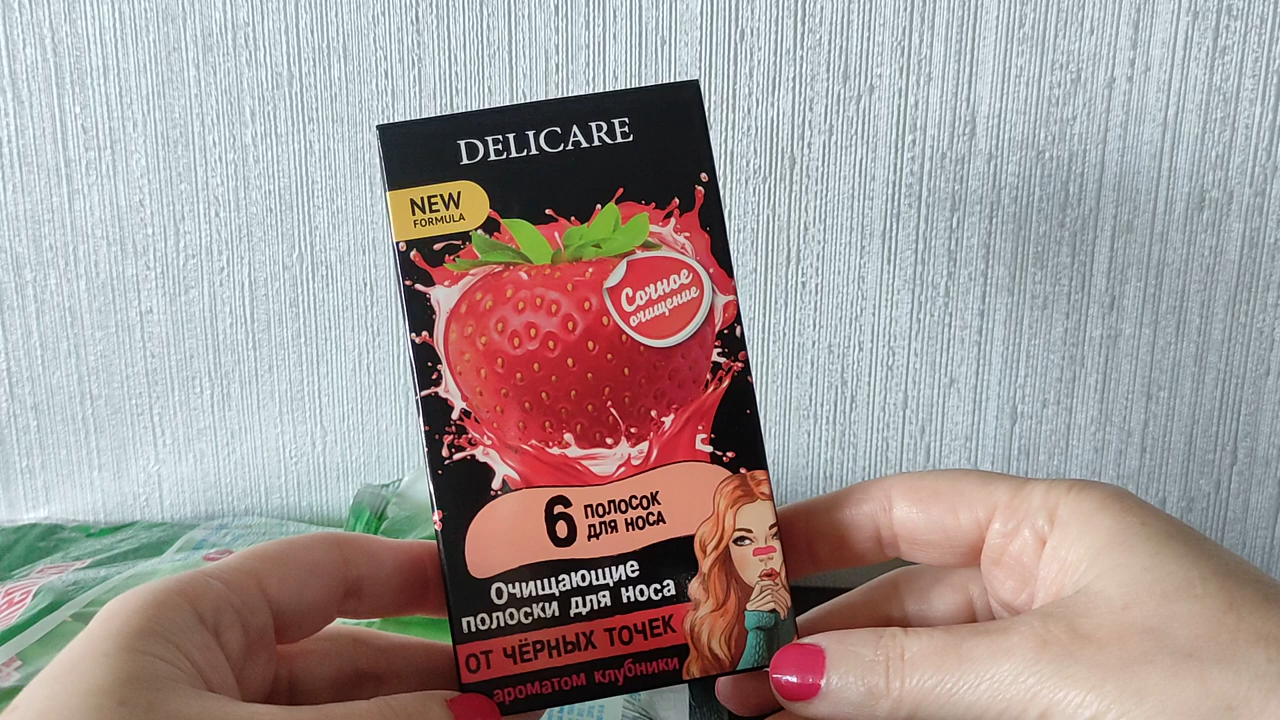 DELICARE
NEW
FORMULA
Сочное
очищение
6 ПОЛОСОК
ДЛЯ НОСА
Очищающие
полоски для носа
ОТ ЧЁРНЫХ ТОЧЕК
ароматом клубники